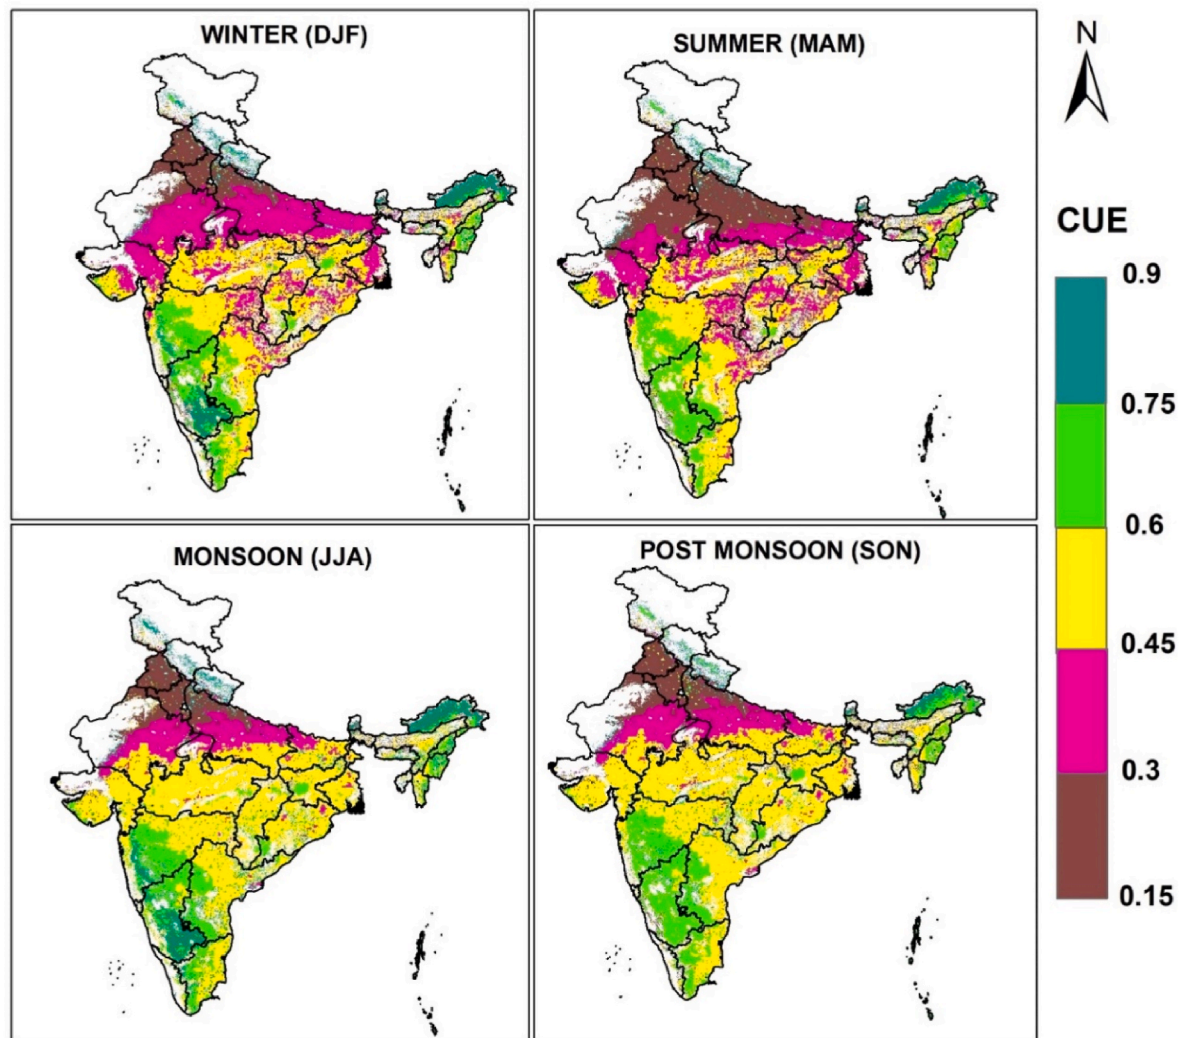 WINTER (DJF)
SUMMER (MAM)
MONSOON (JJA)
POST MONSOON (SON)
N
CUE
0.9
0.75
0.6
0.45
0.3
0.15